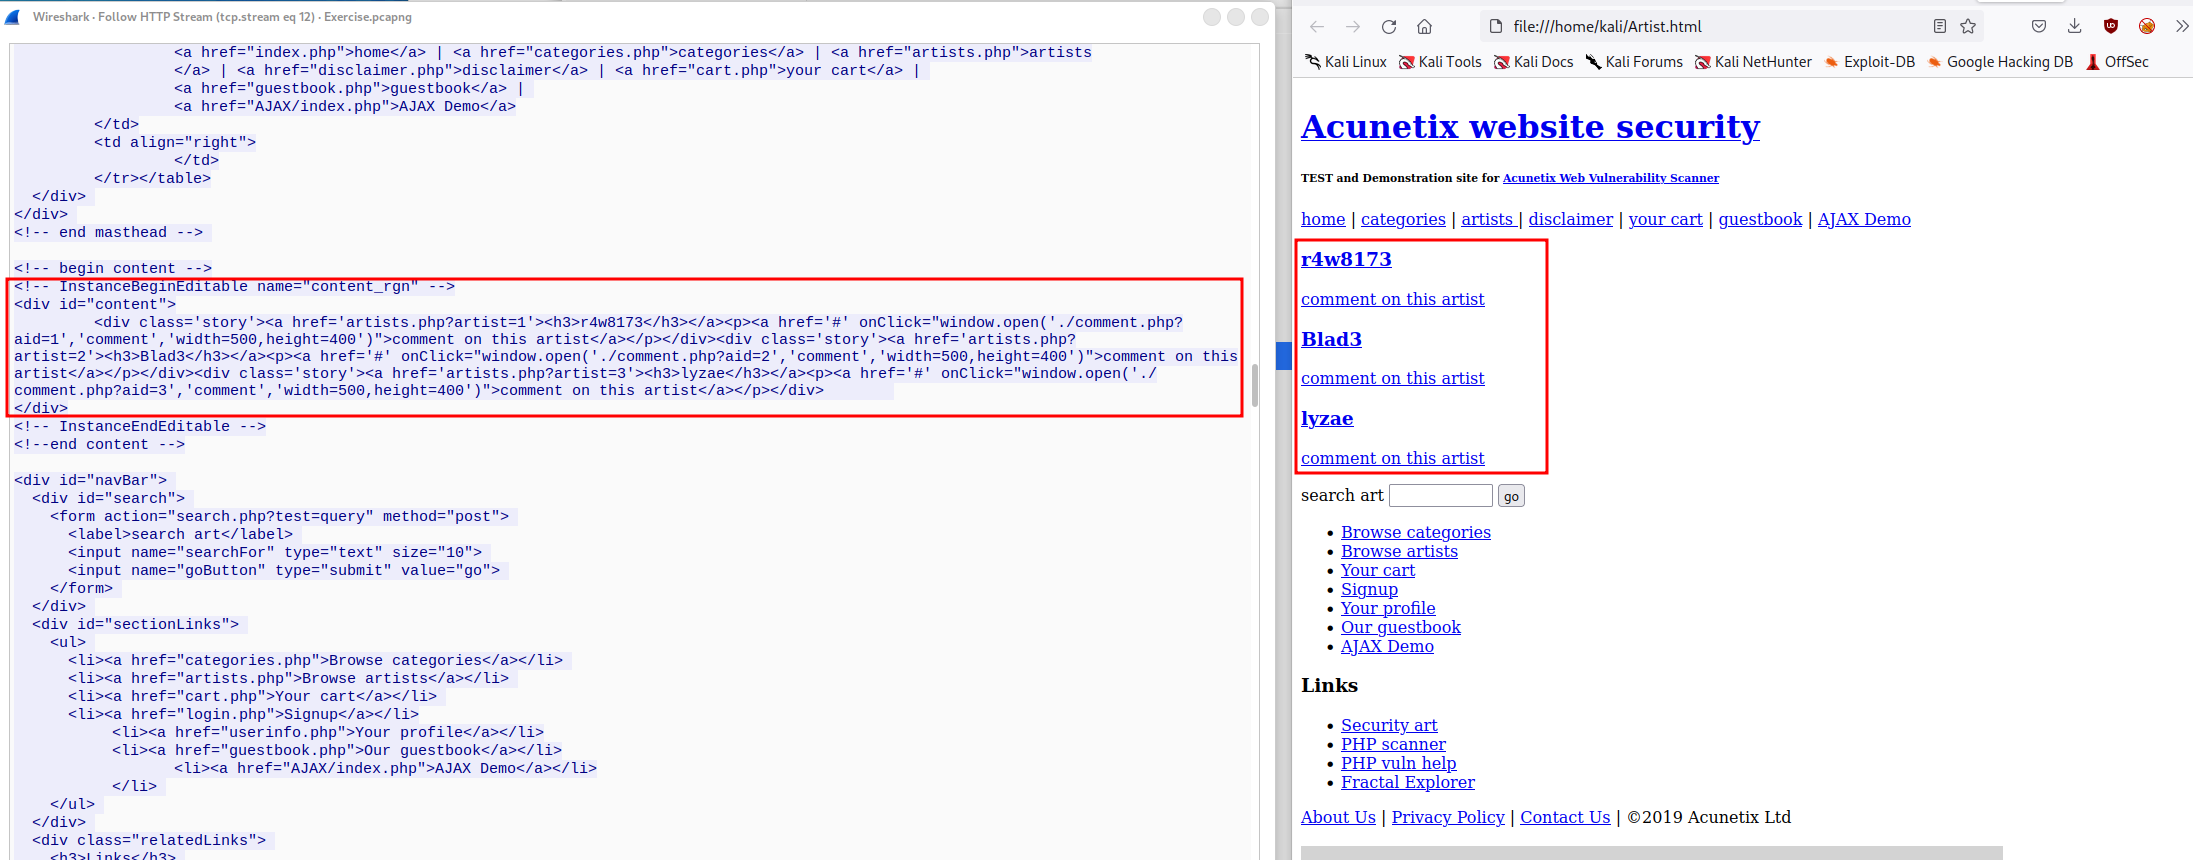 Wireshark · Follow HTTP Stream (tcp.stream eq 12) · Exercise.pcapng
<a href="index.php">home</a> | <a href="categories.php">categories</a> | <a href="artists.php">artists
</a> | <a href="disclaimer.php">disclaimer</a> | <a href="cart.php">your cart</a> |
<a href="guestbook.php">guestbook</a> |
<a href="AJAX/index.php">AJAX Demo</a>
</td>
<td align="right">
</td>
</tr></table>
</div>
</div>
<!-- end masthead -->
<!-- begin content -->
<!-- InstanceBeginEditable name="content_rgn" -->
<div id="content">
<div class='story'><a href='artists.php?artist=1'><h3>r4w8173</h3></a><p><a href='#' onClick="window.open('./comment.php?
aid=1','comment','width=500,height=400')">comment on this artist</a></p></div><div class='story'><a href='artists.php?
artist=2'><h3>Blad3</h3></a><p><a href='#' onClick="window.open('./comment.php?aid=2','comment','width=500,height=400')">comment on this
artist</a></p></div><div class='story'><a href='artists.php?artist=3'><h3>lyzae</h3></a><p><a href='#' onClick="window.open('./
comment.php?aid=3','comment','width=500,height=400')">comment on this artist</a></p></div>
</div>
<!-- InstanceEndEditable -->
<!--end content -->
<div id="navBar">
<div id="search">
<form action="search.php?test=query" method="post">
<label>search art</label>
<input name="searchFor" type="text" size="10">
<input name="goButton" type="submit" value="go">
</form>
</div>
<div id="sectionLinks">
<ul>
<li><a href="categories.php">Browse categories</a></li>
<li><a href="artists.php">Browse artists</a></li>
<li><a href="cart.php">Your cart</a></li>
<li><a href="login.php">Signup</a></li>
<li><a href="userinfo.php">Your profile</a></li>
<li><a href="guestbook.php">Our guestbook</a></li>
<li><a href="AJAX/index.php">AJAX Demo</a></li>
</li>
</ul>
</div>
<div class="relatedLinks">
<h3>Links</h3>
file:///home/kali/Artist.html
Kali Linux Kali Tools Kali Docs Kali Forums Kali NetHunter Exploit-DB Google Hacking DB OffSec
Acunetix website security
TEST and Demonstration site for Acunetix Web Vulnerability Scanner
home | categories | artists | disclaimer | your cart | guestbook | AJAX Demo
r4w8173
comment on this artist
Blad3
comment on this artist
lyzae
comment on this artist
search art go
• Browse categories
• Browse artists
• Your cart
• Signup
• Your profile
• Our guestbook
• AJAX Demo
Links
• Security art
• PHP scanner
• PHP vuln help
• Fractal Explorer
About Us | Privacy Policy | Contact Us | ©2019 Acunetix Ltd